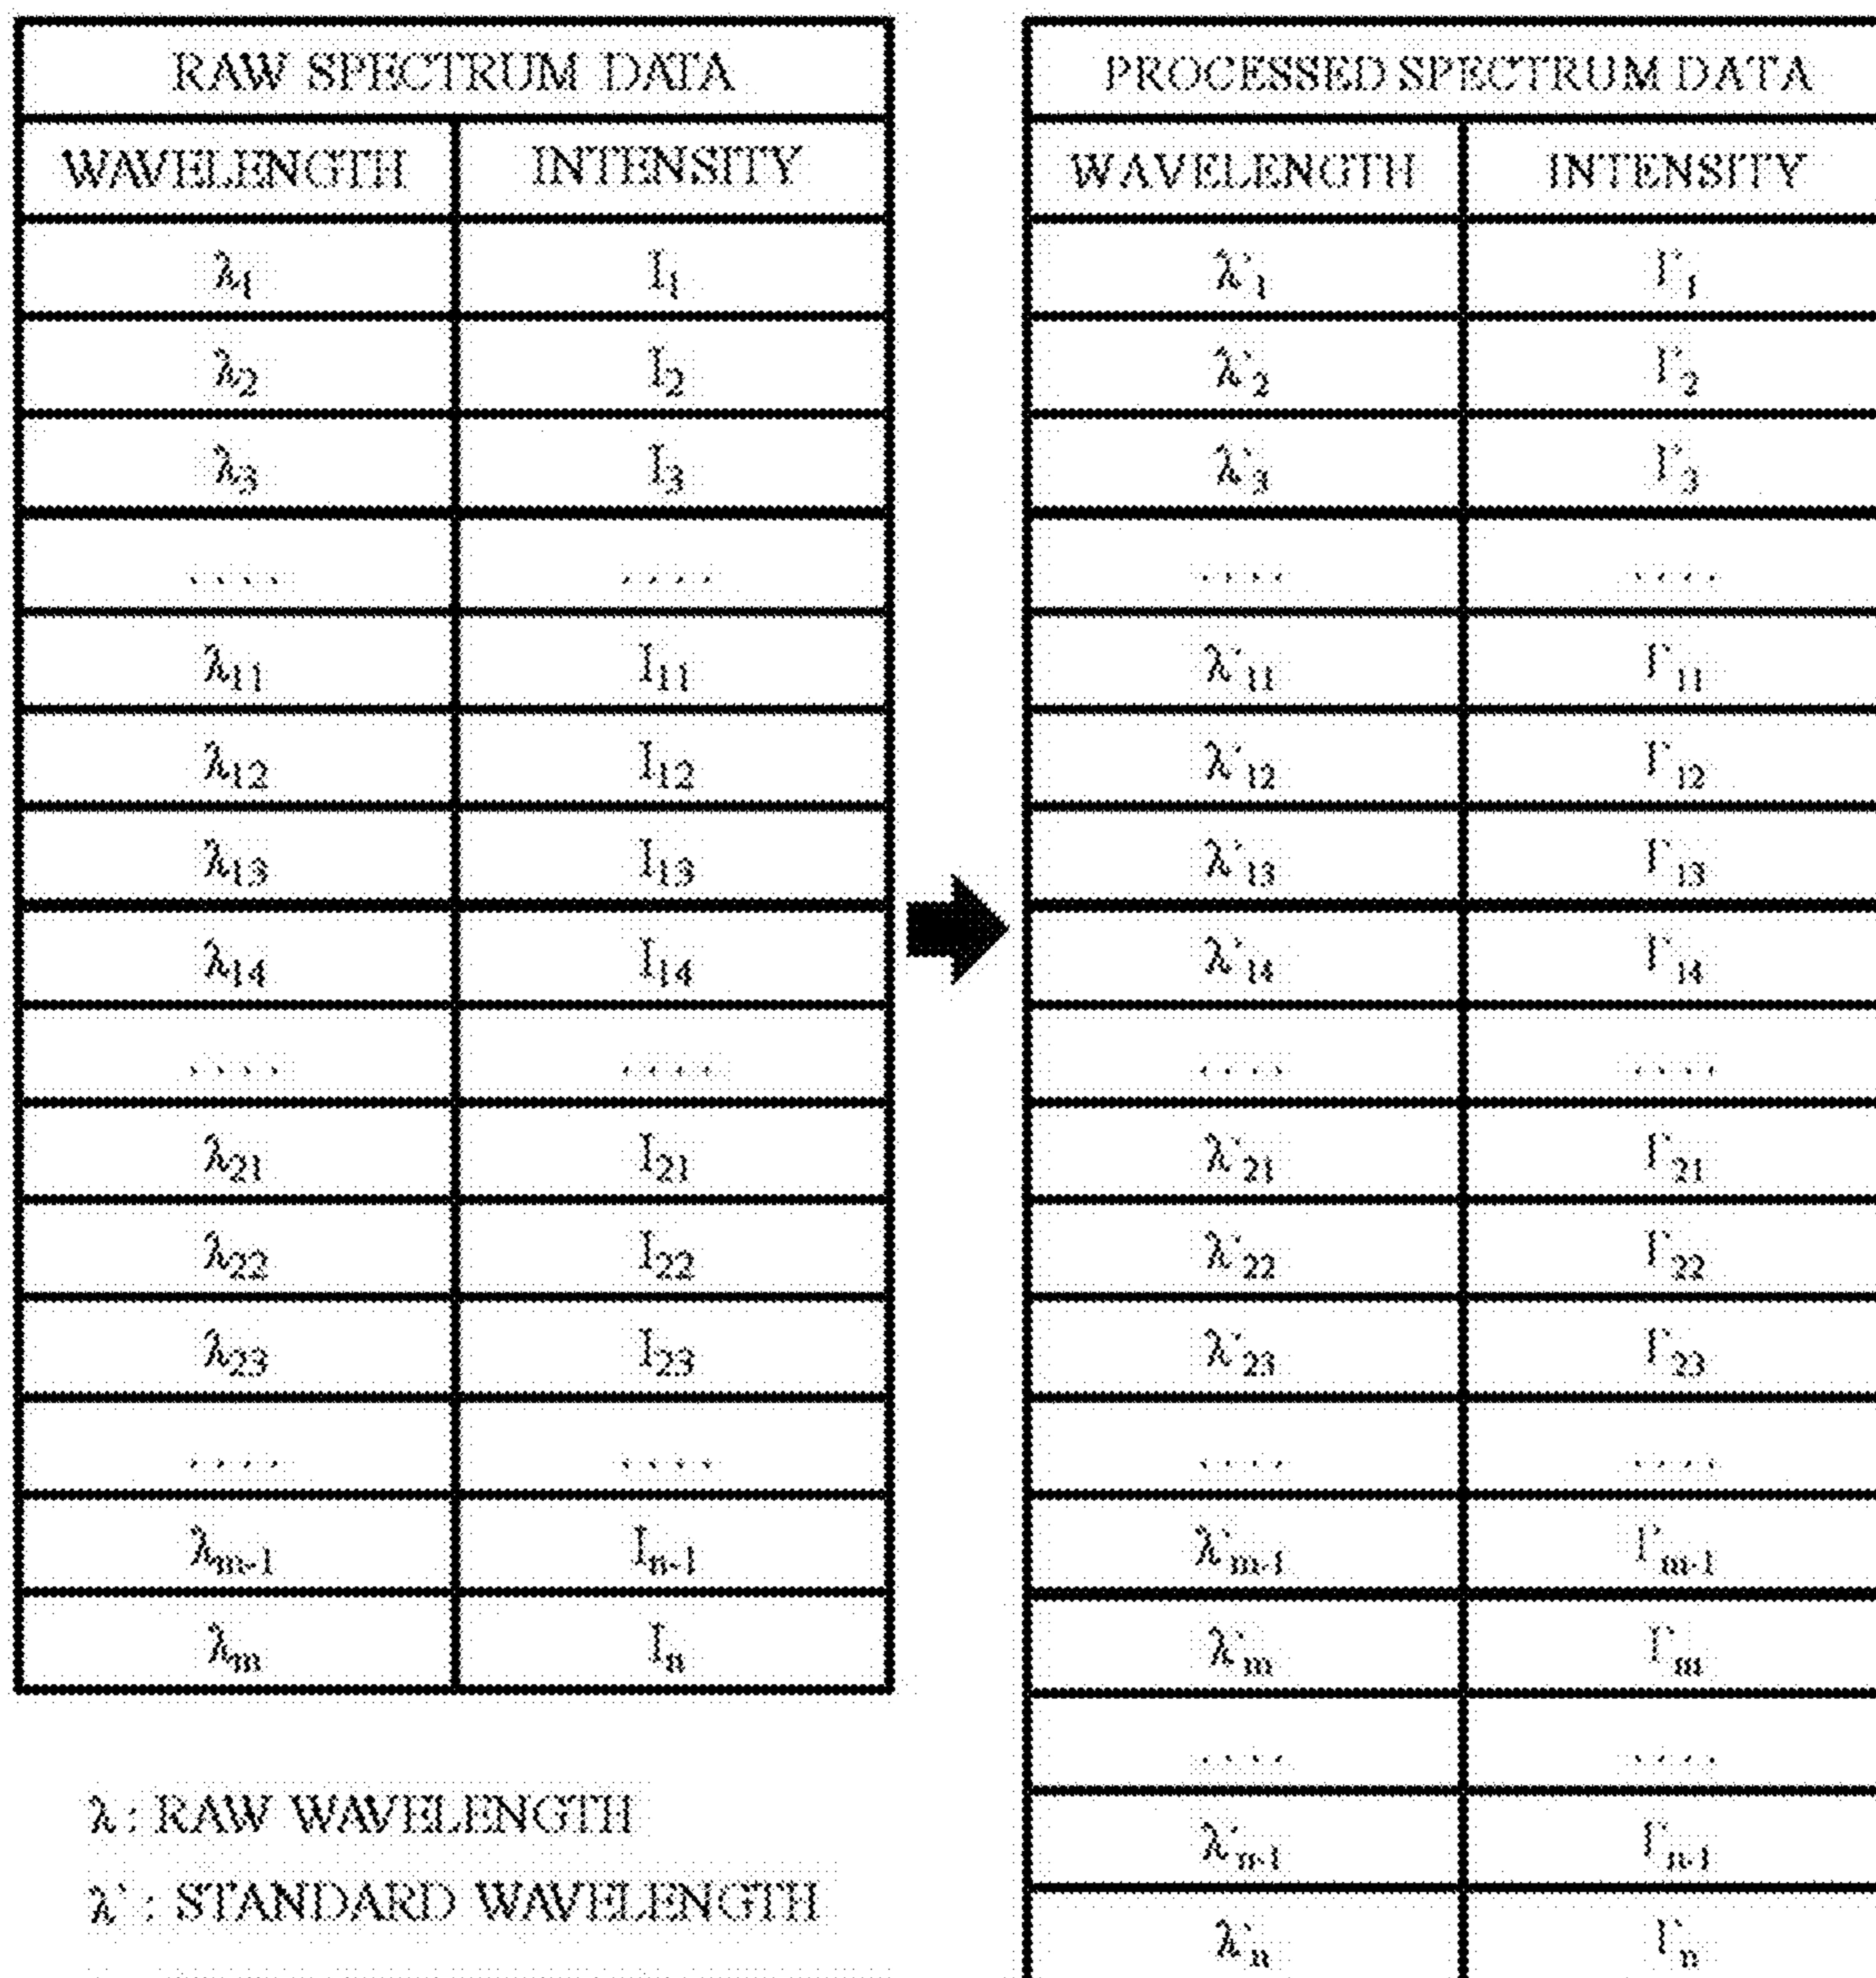 RAW SPECTRUM DATA
WAVELENGTH INTENSITY
λ₁ I₁
λ₂ I₂
λ₃ I₃
.... ....
λ₁₁ I₁₁
λ₁₂ I₁₂
λ₁₃ I₁₃
λ₁₄ I₁₄
.... ....
λ₂₁ I₂₁
λ₂₂ I₂₂
λ₂₃ I₂₃
.... ....
λm-1 In-1
λm In
λ : RAW WAVELENGTH
λ' : STANDARD WAVELENGTH
PROCESSED SPECTRUM DATA
WAVELENGTH INTENSITY
λ'₁ I'₁
λ'₂ I'₂
λ'₃ I'₃
.... ....
λ'₁₁ I'₁₁
λ'₁₂ I'₁₂
λ'₁₃ I'₁₃
λ'₁₄ I'₁₄
.... ....
λ'₂₁ I'₂₁
λ'₂₂ I'₂₂
λ'₂₃ I'₂₃
.... ....
λ'm-1 I'm-1
λ'm I'm
.... ....
λ'n-1 I'n-1
λ'n I'n